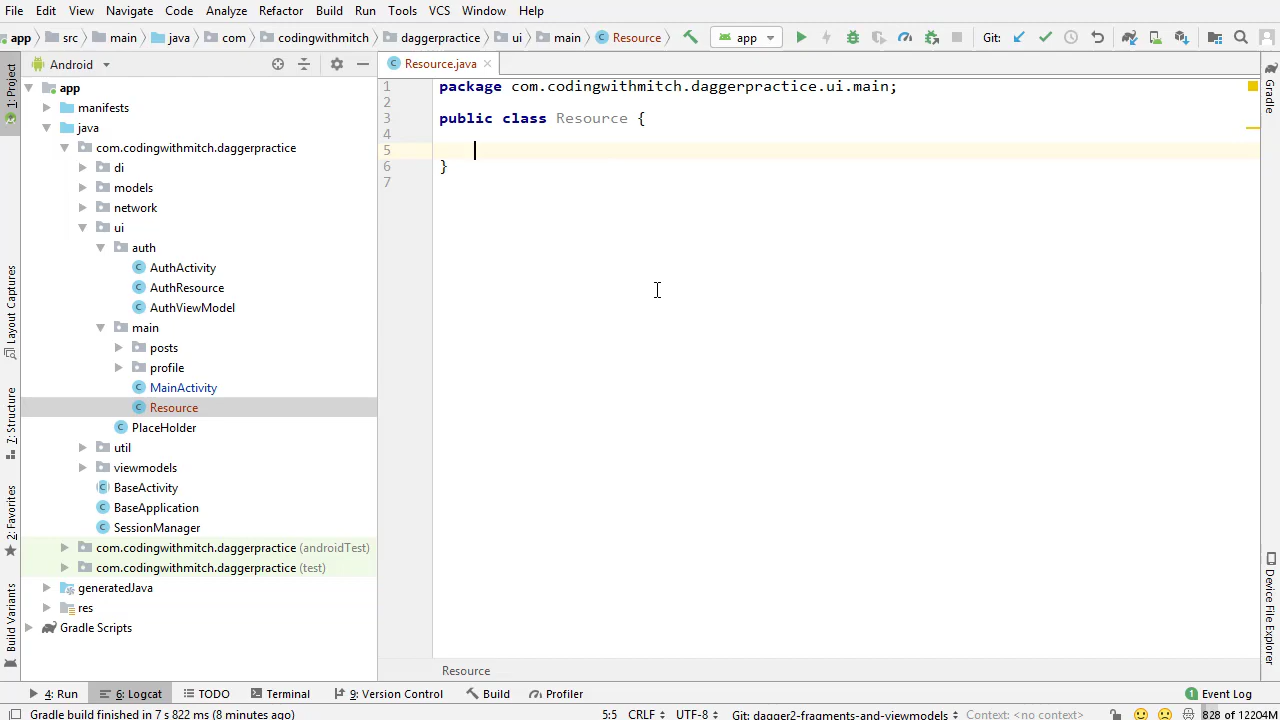 File Edit View Navigate Code Analyze Refactor Build Run Tools VCS Window Help
app src main java com codingwithmitch daggerpractice ui main Resource app Git:
1: Project
Layout Captures
7: Structure
2: Favorites
Build Variants
Android
app
manifests
java
com.codingwithmitch.daggerpractice
di
models
network
ui
auth
AuthActivity
AuthResource
AuthViewModel
main
posts
profile
MainActivity
Resource
PlaceHolder
util
viewmodels
BaseActivity
BaseApplication
SessionManager
com.codingwithmitch.daggerpractice (androidTest)
com.codingwithmitch.daggerpractice (test)
generatedJava
res
Gradle Scripts
Resource.java
1 package com.codingwithmitch.daggerpractice.ui.main;
2
3 public class Resource {
4
5
6 }
7
Resource
Gradle
Device File Explorer
4: Run 6: Logcat TODO Terminal 9: Version Control Build Profiler 1 Event Log
Gradle build finished in 7 s 822 ms (8 minutes ago) 5:5 CRLF UTF-8 Git: dagger2-fragments-and-viewmodels Context: <no context> 828 of 12204M